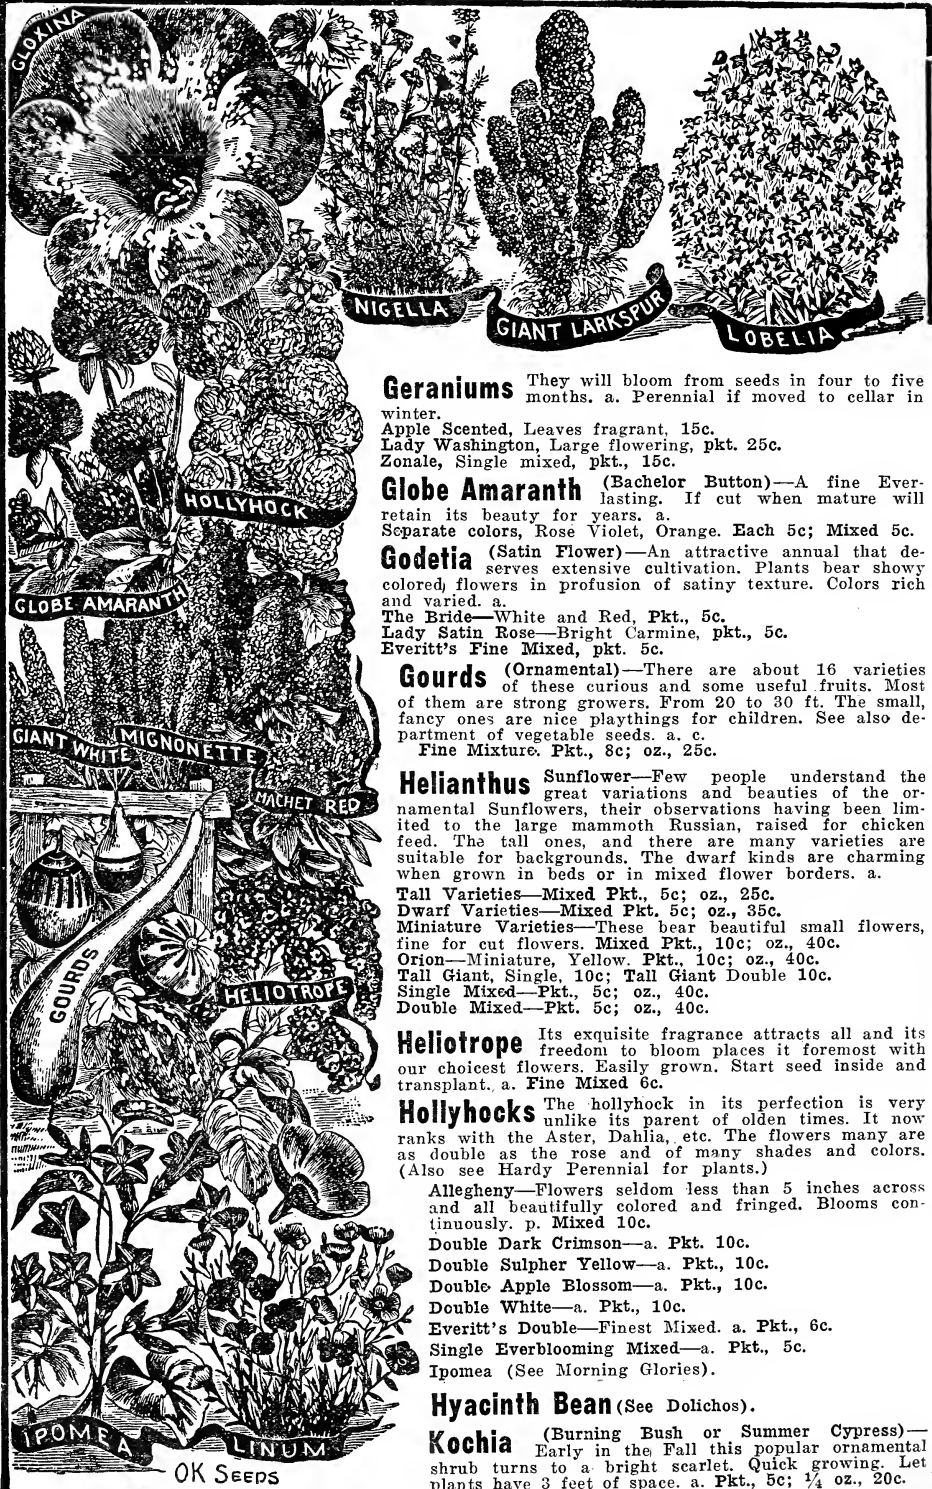 GLOXINA
NIGELLA
GIANT LARKSPUR
LOBELIA
HOLLYHOCK
GLOBE AMARANTH
GIANT WHITE
MIGNONETTE
MACHET RED
GOURDS
HELIOTROPE
IPOMEA
LINUM
OK SEEDS
Geraniums They will bloom from seeds in four to five
months. a. Perennial if moved to cellar in
winter.
Apple Scented, Leaves fragrant, 15c.
Lady Washington, Large flowering, pkt. 25c.
Zonale, Single mixed, pkt., 15c.
Globe Amaranth (Bachelor Button)—A fine Ever-
lasting. If cut when mature will
retain its beauty for years. a.
Separate colors, Rose Violet, Orange. Each 5c; Mixed 5c.
Godetia (Satin Flower)—An attractive annual that de-
serves extensive cultivation. Plants bear showy
colored flowers in profusion of satiny texture. Colors rich
and varied. a.
The Bride—White and Red, Pkt., 5c.
Lady Satin Rose—Bright Carmine, pkt., 5c.
Everitt's Fine Mixed, pkt. 5c.
Gourds (Ornamental)—There are about 16 varieties
of these curious and some useful fruits. Most
of them are strong growers. From 20 to 30 ft. The small,
fancy ones are nice playthings for children. See also de-
partment of vegetable seeds. a. c.
Fine Mixture. Pkt., 8c; oz., 25c.
Helianthus Sunflower—Few people understand the
great variations and beauties of the or-
namental Sunflowers, their observations having been lim-
ited to the large mammoth Russian, raised for chicken
feed. The tall ones, and there are many varieties are
suitable for backgrounds. The dwarf kinds are charming
when grown in beds or in mixed flower borders. a.
Tall Varieties—Mixed Pkt., 5c; oz., 25c.
Dwarf Varieties—Mixed Pkt. 5c; oz., 35c.
Miniature Varieties—These bear beautiful small flowers,
fine for cut flowers. Mixed Pkt., 10c; oz., 40c.
Orion—Miniature, Yellow. Pkt., 10c; oz., 40c.
Tall Giant, Single, 10c; Tall Giant Double 10c.
Single Mixed—Pkt., 5c; oz., 40c.
Double Mixed—Pkt. 5c; oz., 40c.
Heliotrope Its exquisite fragrance attracts all and its
freedom to bloom places it foremost with
our choicest flowers. Easily grown. Start seed inside and
transplant. a. Fine Mixed 6c.
Hollyhocks The hollyhock in its perfection is very
unlike its parent of olden times. It now
ranks with the Aster, Dahlia, etc. The flowers many are
as double as the rose and of many shades and colors.
(Also see Hardy Perennial for plants.)
Allegheny—Flowers seldom less than 5 inches across
and all beautifully colored and fringed. Blooms con-
tinuously. p. Mixed 10c.
Double Dark Crimson—a. Pkt. 10c.
Double Sulpher Yellow—a. Pkt., 10c.
Double Apple Blossom—a. Pkt., 10c.
Double White—a. Pkt., 10c.
Everitt's Double—Finest Mixed. a. Pkt., 6c.
Single Everblooming Mixed—a. Pkt., 5c.
Ipomea (See Morning Glories).
Hyacinth Bean (See Dolichos).
Kochia (Burning Bush or Summer Cypress)—
Early in the Fall this popular ornamental
shrub turns to a bright scarlet. Quick growing. Let
plants have 3 feet of space. a. Pkt., 5c; ¼ oz., 20c.